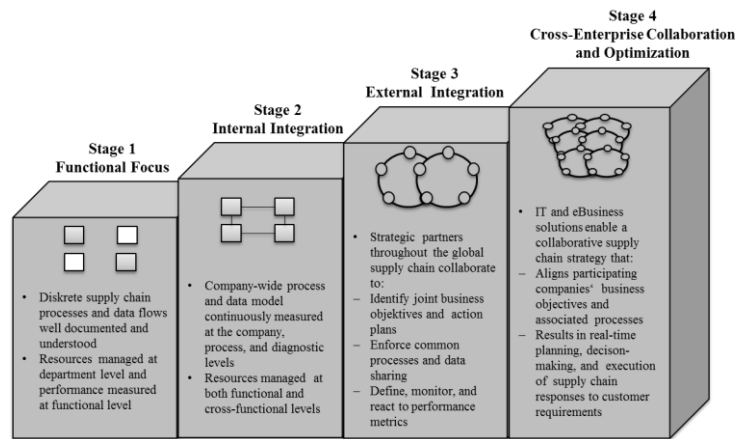 Stage 1
Functional Focus
• Diskrete supply chain
processes and data flows
well documented and
understood
• Resources managed at
department level and
performance measured
at functional level
Stage 2
Internal Integration
• Company-wide process
and data model
continuously measured
at the company,
process, and diagnostic
levels
• Resources managed at
both functional and
cross-functional levels
Stage 3
External Integration
• Strategic partners
throughout the global
supply chain collaborate
to:
– Identify joint business
objektives and action
plans
– Enforce common
processes and data
sharing
– Define, monitor, and
react to performance
metrics
Stage 4
Cross-Enterprise Collaboration
and Optimization
• IT and eBusiness
solutions enable a
collaborative supply
chain strategy that:
– Aligns participating
companies‘ business
objectives and
associated processes
– Results in real-time
planning, decison-
making, and execution
of supply chain
responses to customer
requirements